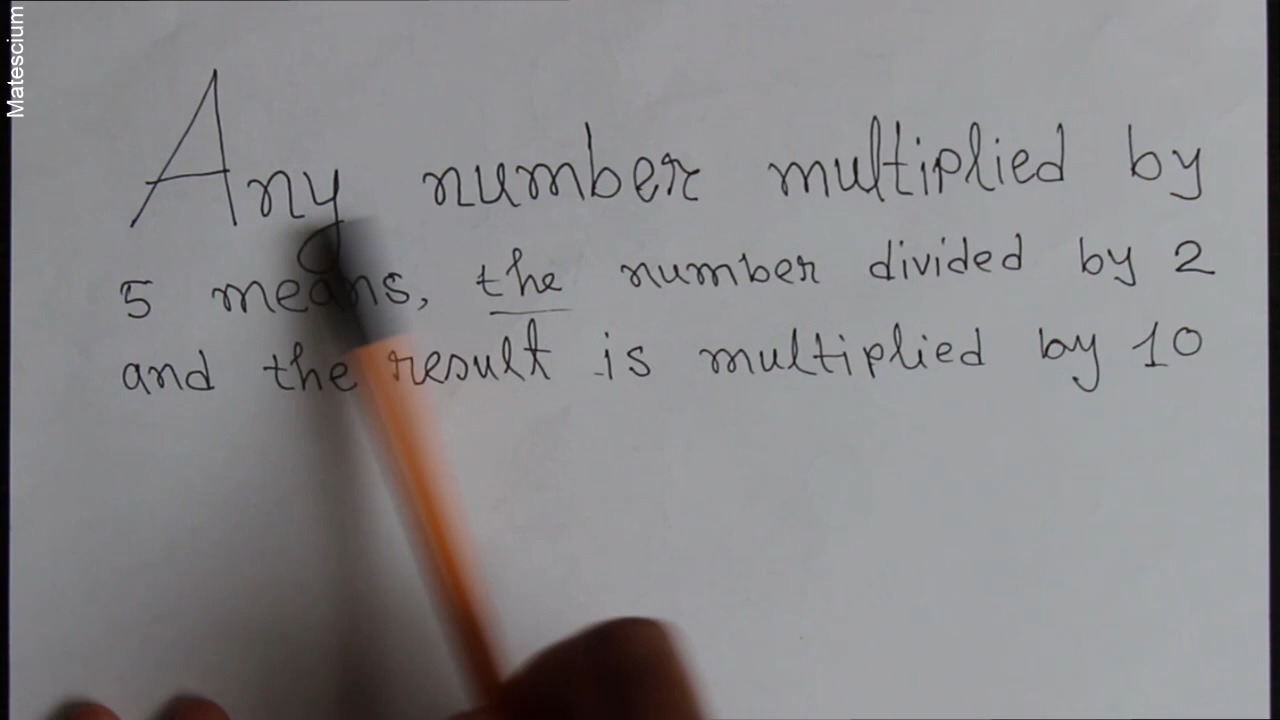 Matescium
Any number multiplied by
5 means, the number divided by 2
and the result is multiplied by 10